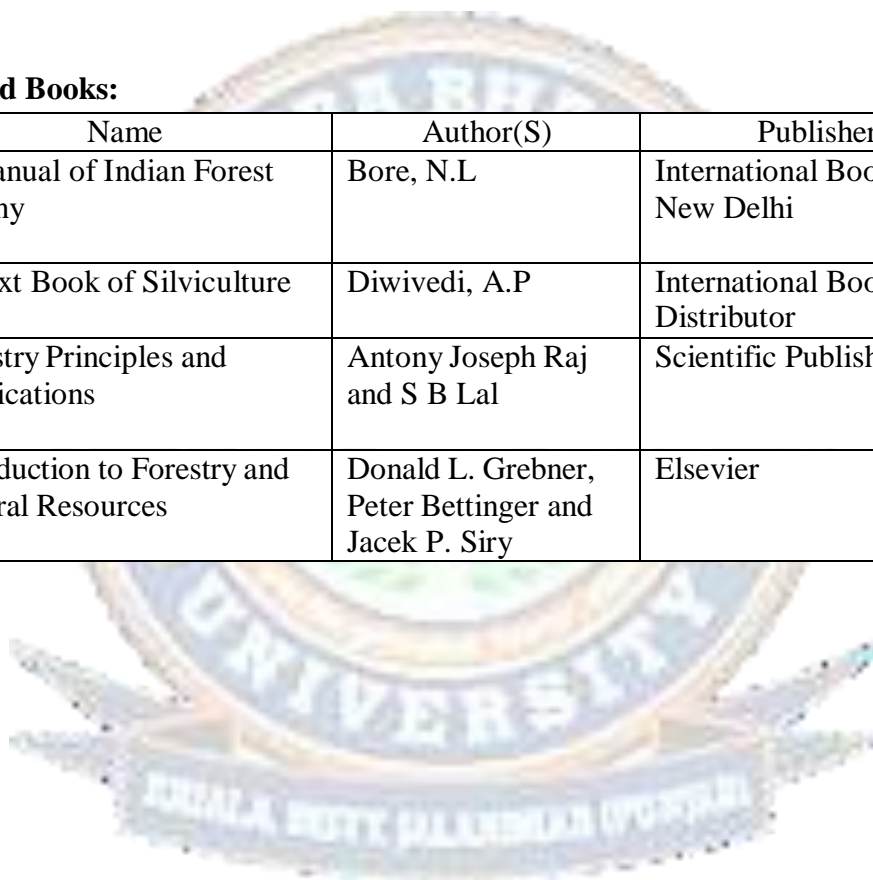 d Books:
Name Author(S) Publisher
anual of Indian Forest Bore, N.L International Boo
ny New Delhi
xt Book of Silviculture Diwivedi, A.P International Boo
Distributor
stry Principles and Antony Joseph Raj Scientific Publish
ications and S B Lal
duction to Forestry and Donald L. Grebner, Elsevier
ral Resources Peter Bettinger and
Jacek P. Siry
UNIVERSITY